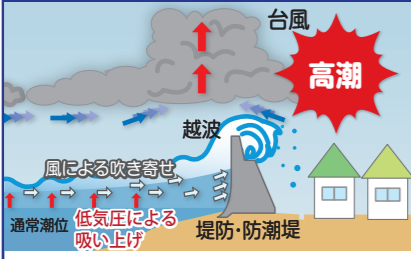 台風
高潮
越波
風による吹き寄せ
通常潮位
低気圧による
吸い上げ
堤防・防潮堤